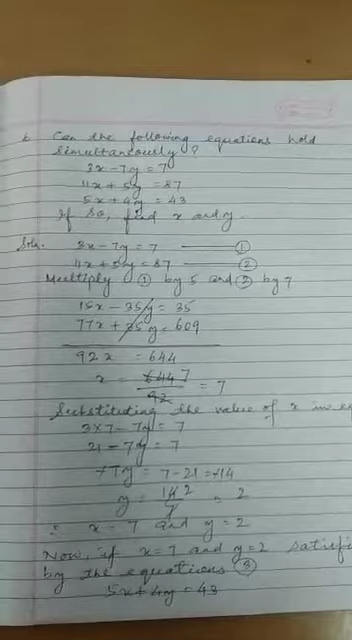 6 Can the following equations hold
simultaneously?
3x - 7y = 7
11x + 5y = 87
5x + 4y = 43
If so, find x and y.
Soln. 3x - 7y = 7 ①
11x + 5y = 87 ②
Multiply ① by 5 and ② by 7
15x - 35y = 35
77x + 35y = 609
92x = 644
x = 644 7 / 92 = 7
Substituting the value of x in eq
3x7 - 7y = 7
21 - 7y = 7
+7y = 7 - 21 = +14
y = 14 2 / 7 = 2
∴ x - 7 and y = 2
Now, if x = 7 and y = 2 satisfi
by the equations ③
5x + 4y = 43